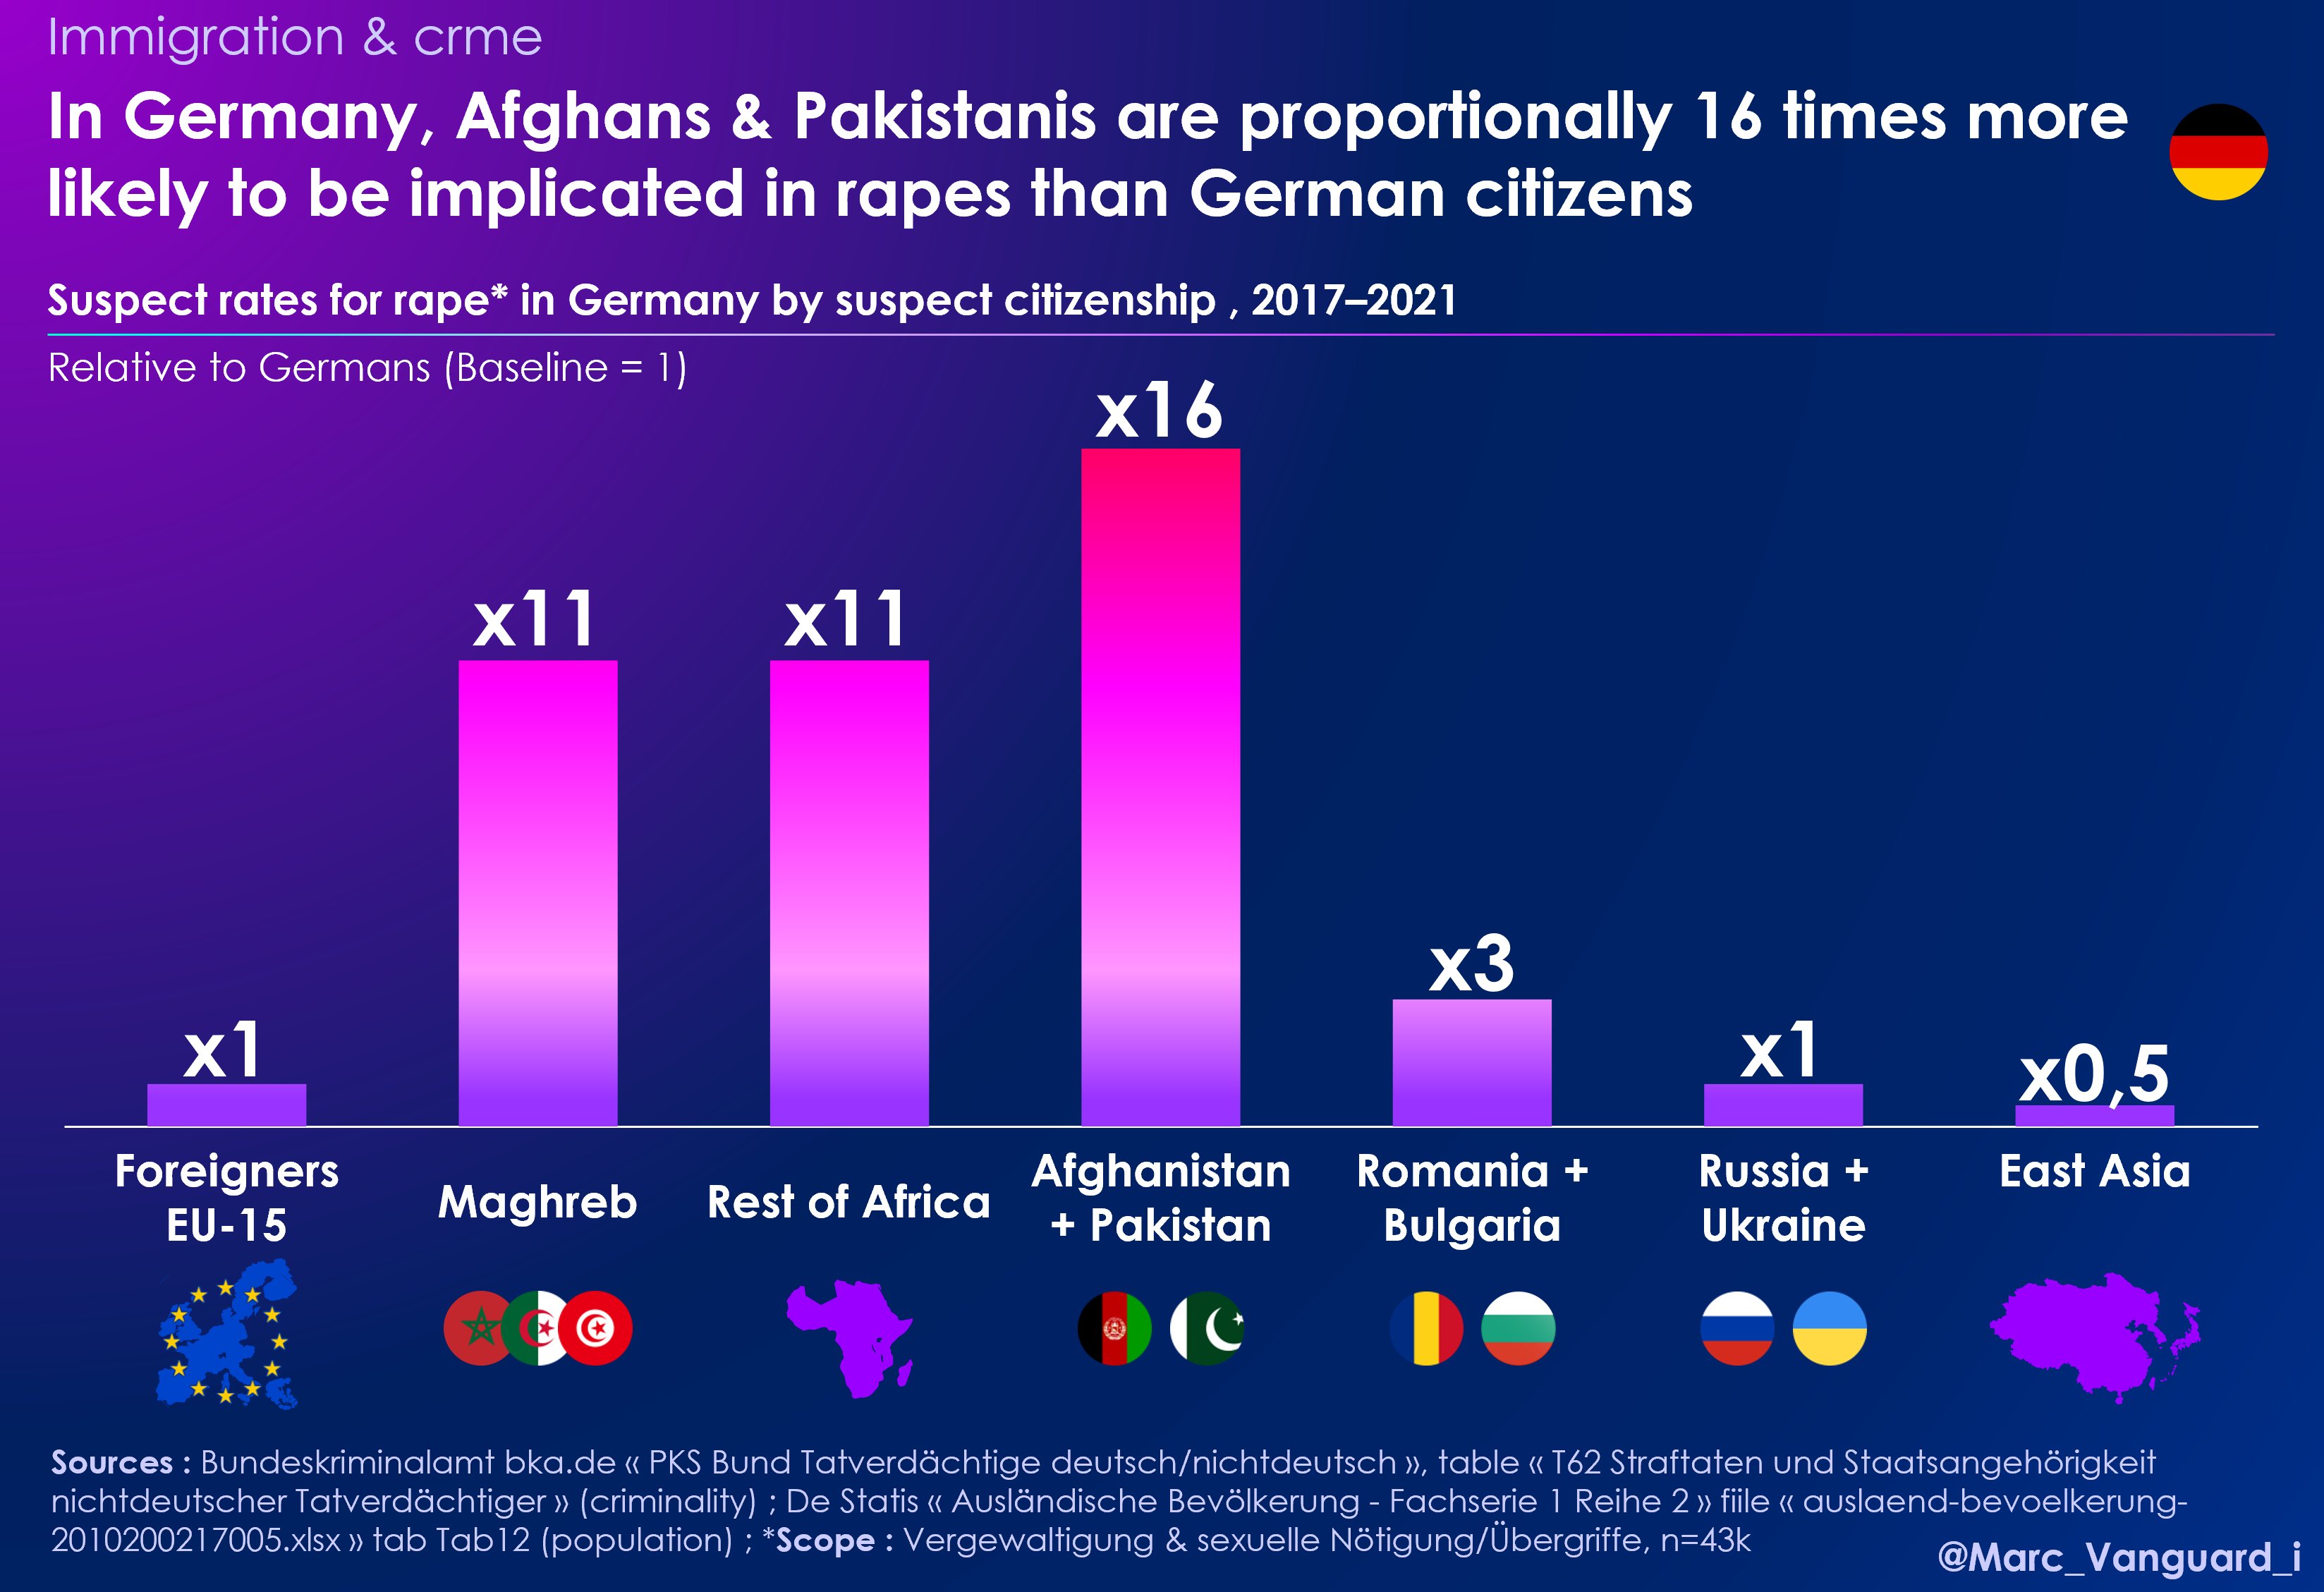 Immigration & crme
In Germany, Afghans & Pakistanis are proportionally 16 times more
likely to be implicated in rapes than German citizens
Suspect rates for rape* in Germany by suspect citizenship , 2017–2021
Relative to Germans (Baseline = 1)
x1
x11
x11
x16
x3
x1
x0,5
Foreigners
EU-15
Maghreb
Rest of Africa
Afghanistan
+ Pakistan
Romania +
Bulgaria
Russia +
Ukraine
East Asia
Sources : Bundeskriminalamt bka.de « PKS Bund Tatverdächtige deutsch/nichtdeutsch », table « T62 Straftaten und Staatsangehörigkeit
nichtdeutscher Tatverdächtiger » (criminality) ; De Statis « Ausländische Bevölkerung - Fachserie 1 Reihe 2 » fiile « auslaend-bevoelkerung-
2010200217005.xlsx » tab Tab12 (population) ; *Scope : Vergewaltigung & sexuelle Nötigung/Übergriffe, n=43k
@Marc_Vanguard_i